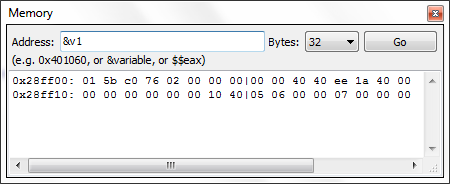 Memory
Address: &v1 Bytes: 32 Go
(e.g. 0x401060, or &variable, or $$eax)
0x28ff00: 01 5b c0 76 02 00 00 00|00 00 40 40 ee 1a 40 00
0x28ff10: 00 00 00 00 00 00 10 40|05 06 00 00 07 00 00 00